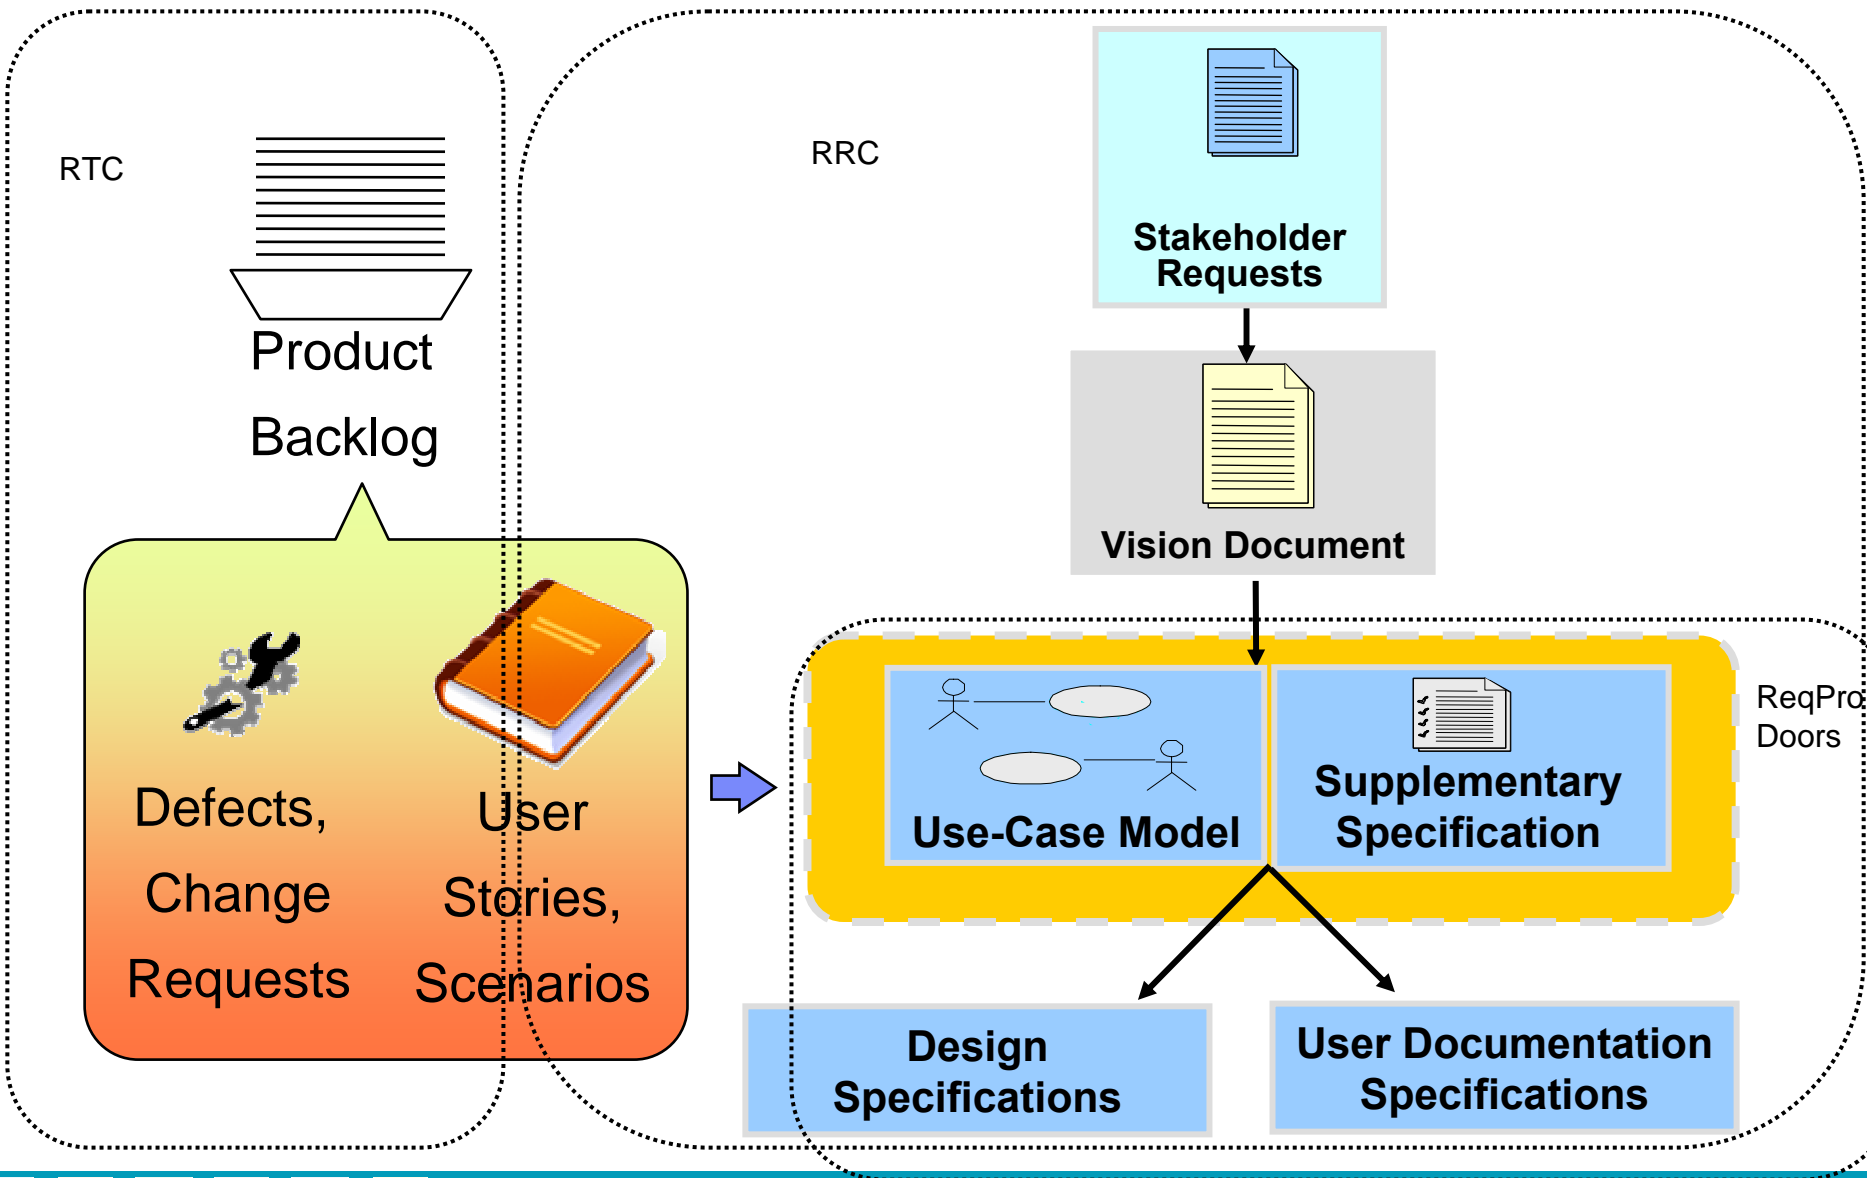 RTC
Product
Backlog
Defects,
Change
Requests
User
Stories,
Scenarios
RRC
Stakeholder
Requests
Vision Document
Use-Case Model
Supplementary
Specification
ReqPro
Doors
Design
Specifications
User Documentation
Specifications